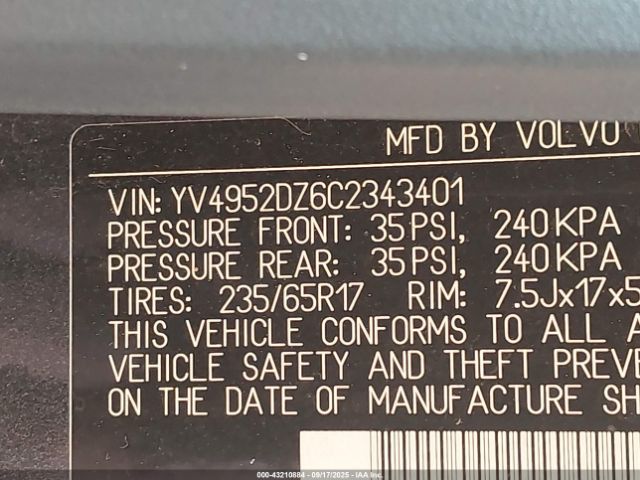 MFD BY VOLVO
VIN: YV4952DZ6C2343401
PRESSURE FRONT: 35PSI, 240KPA
PRESSURE REAR: 35PSI, 240KPA
TIRES: 235/65R17 RIM: 7.5Jx17x5
THIS VEHICLE CONFORMS TO ALL A
VEHICLE SAFETY AND THEFT PREVE
ON THE DATE OF MANUFACTURE SH
000-43210884 - 09/17/2025 - IAA, Inc.